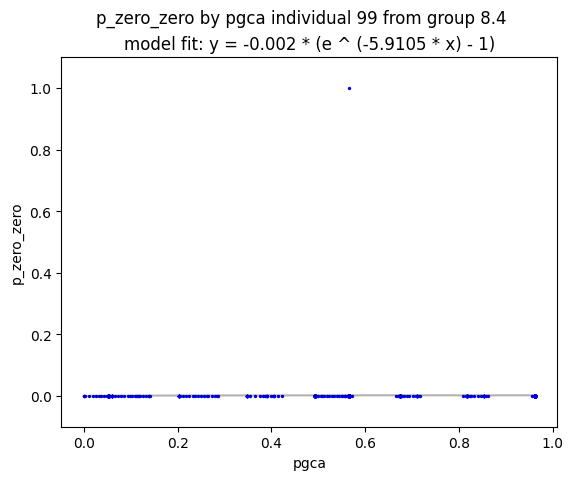 p_zero_zero by pgca individual 99 from group 8.4
model fit: y = -0.002 * (e ^ (-5.9105 * x) - 1)
1.0
0.8
0.6
0.4
0.2
0.0
p_zero_zero
0.0 0.2 0.4 0.6 0.8 1.0
pgca